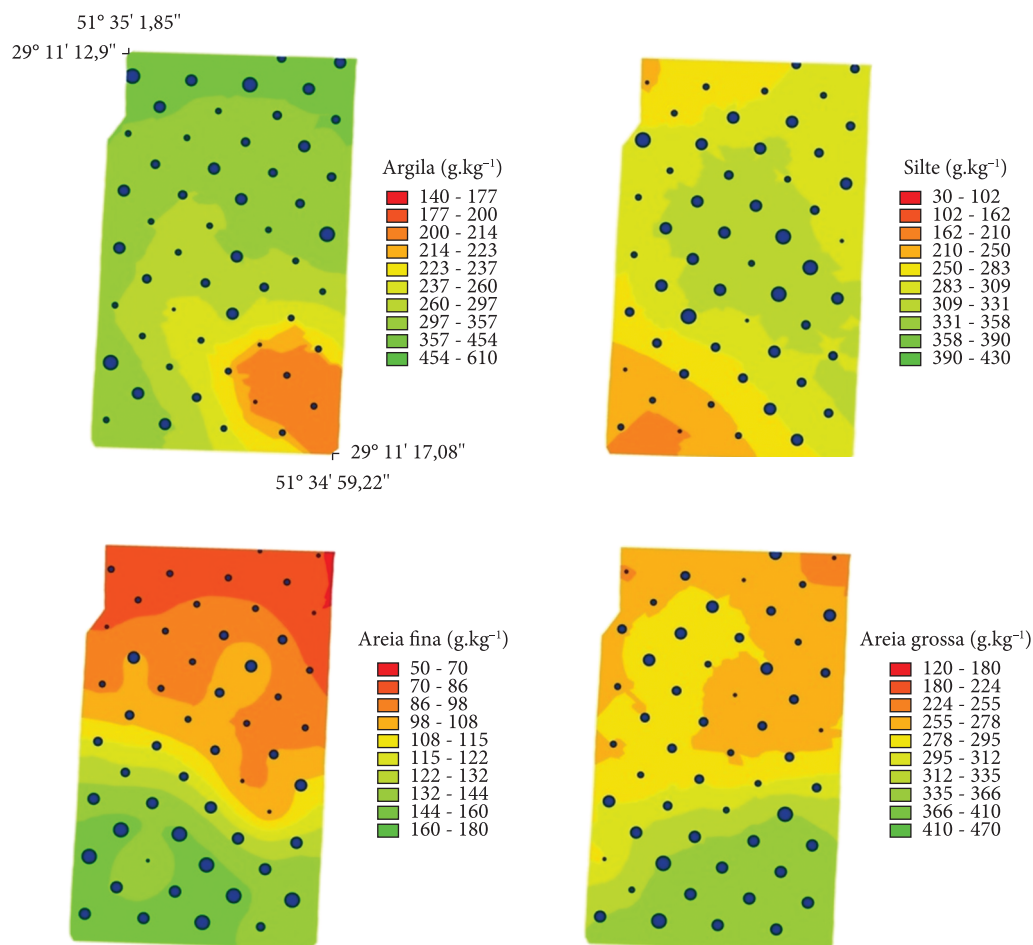 51° 35' 1,85"
29° 11' 12,9"
Argila (g.kg⁻¹)
140 - 177
177 - 200
200 - 214
214 - 223
223 - 237
237 - 260
260 - 297
297 - 357
357 - 454
454 - 610
29° 11' 17,08"
51° 34' 59,22"
Silte (g.kg⁻¹)
30 - 102
102 - 162
162 - 210
210 - 250
250 - 283
283 - 309
309 - 331
331 - 358
358 - 390
390 - 430
Areia fina (g.kg⁻¹)
50 - 70
70 - 86
86 - 98
98 - 108
108 - 115
115 - 122
122 - 132
132 - 144
144 - 160
160 - 180
Areia grossa (g.kg⁻¹)
120 - 180
180 - 224
224 - 255
255 - 278
278 - 295
295 - 312
312 - 335
335 - 366
366 - 410
410 - 470